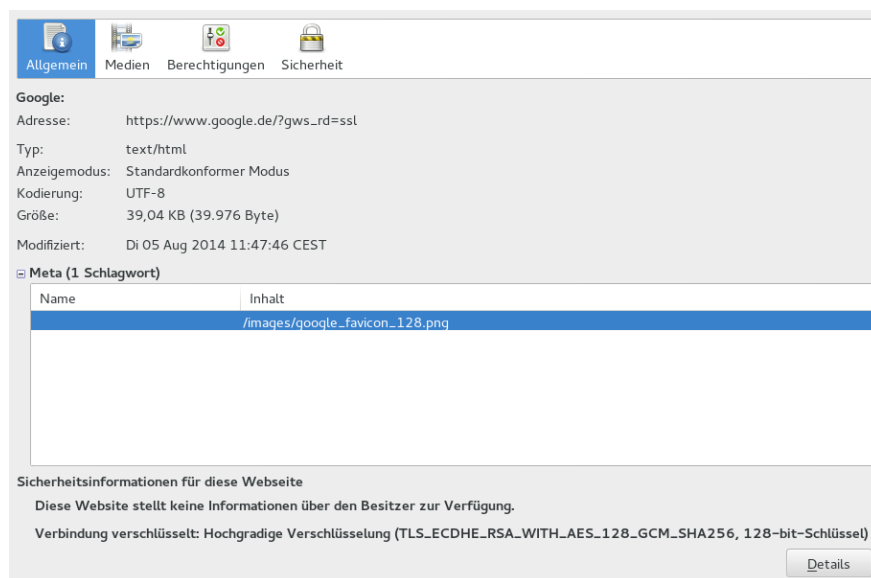 Allgemein Medien Berechtigungen Sicherheit
Google:
Adresse: https://www.google.de/?gws_rd=ssl
Typ: text/html
Anzeigemodus: Standardkonformer Modus
Kodierung: UTF-8
Größe: 39,04 KB (39.976 Byte)
Modifiziert: Di 05 Aug 2014 11:47:46 CEST
Meta (1 Schlagwort)
Name Inhalt
/images/google_favicon_128.png
Sicherheitsinformationen für diese Webseite
Diese Website stellt keine Informationen über den Besitzer zur Verfügung.
Verbindung verschlüsselt: Hochgradige Verschlüsselung (TLS_ECDHE_RSA_WITH_AES_128_GCM_SHA256, 128-bit-Schlüssel)
Details